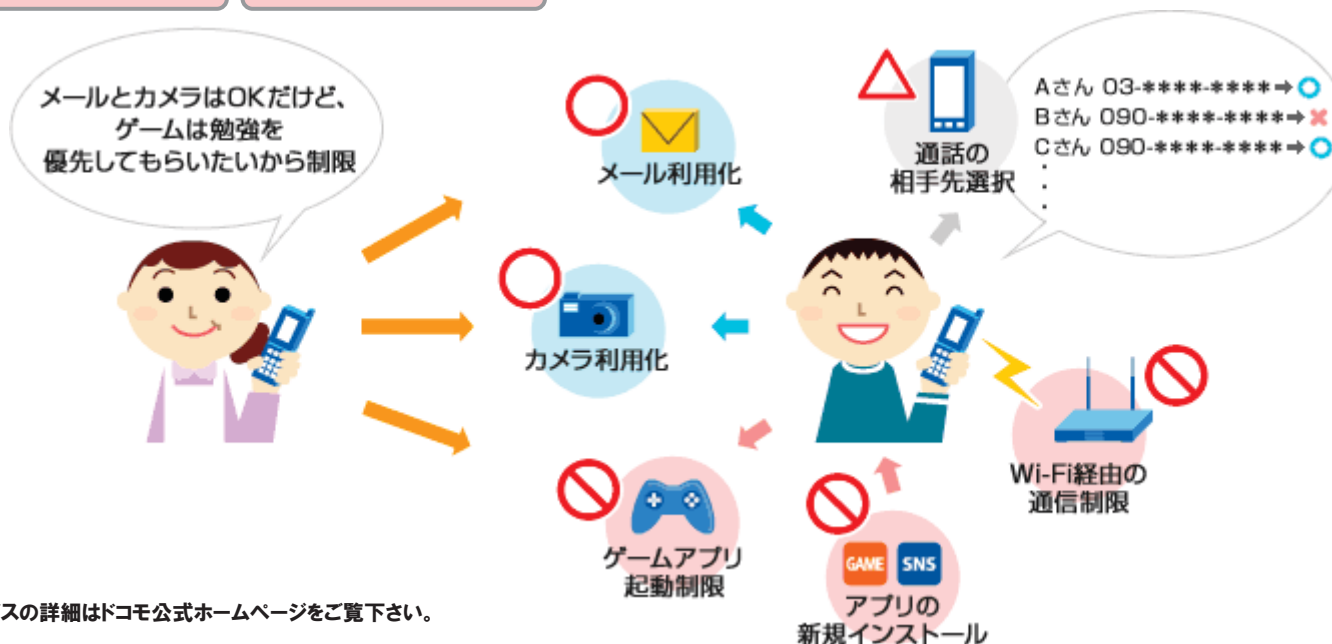 メールとカメラはOKだけど、
ゲームは勉強を
優先してもらいたいから制限
メール利用化
カメラ利用化
ゲームアプリ
起動制限
通話の
相手先選択
Aさん 03-****-****➡○
Bさん 090-****-****➡×
Cさん 090-****-****➡○
・
・
・
Wi-Fi経由の
通信制限
GAME SNS
アプリの
新規インストール
スの詳細はドコモ公式ホームページをご覧下さい。